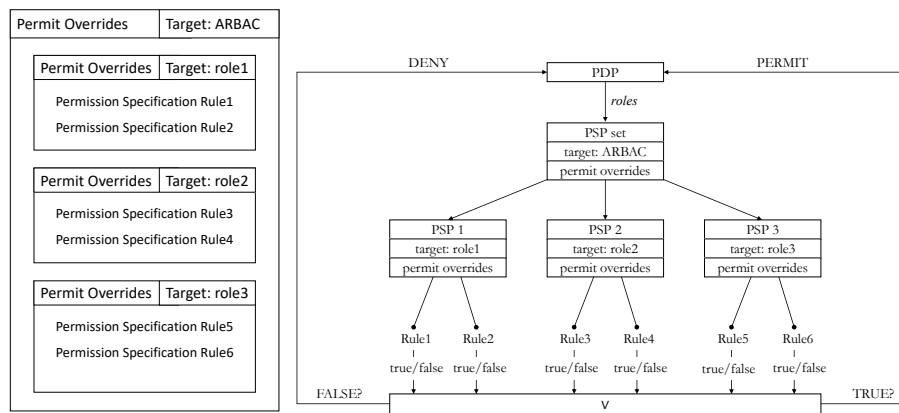 Permit Overrides Target: ARBAC
Permit Overrides Target: role1
Permission Specification Rule1
Permission Specification Rule2
Permit Overrides Target: role2
Permission Specification Rule3
Permission Specification Rule4
Permit Overrides Target: role3
Permission Specification Rule5
Permission Specification Rule6
DENY PDP PERMIT
roles
PSP set
target: ARBAC
permit overrides
PSP 1 PSP 2 PSP 3
target: role1 target: role2 target: role3
permit overrides permit overrides permit overrides
Rule1 Rule2 Rule3 Rule4 Rule5 Rule6
true/false true/false true/false true/false true/false true/false
FALSE? TRUE?
∨